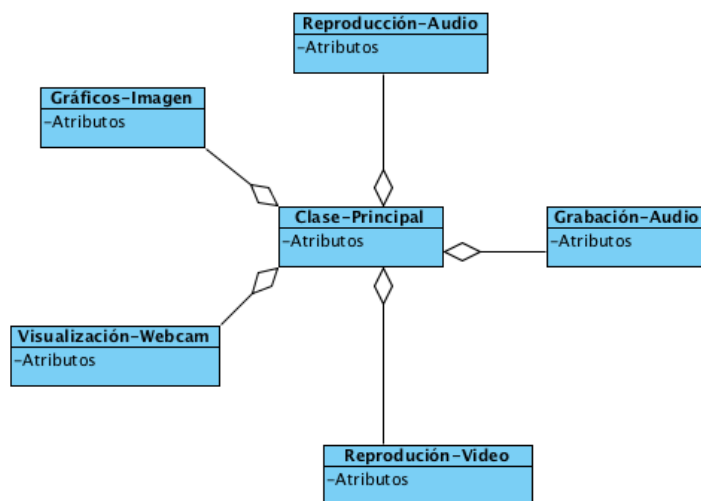 Reproducción-Audio
-Atributos
Gráficos-Imagen
-Atributos
Clase-Principal
-Atributos
Grabación-Audio
-Atributos
Visualización-Webcam
-Atributos
Reprodución-Video
-Atributos